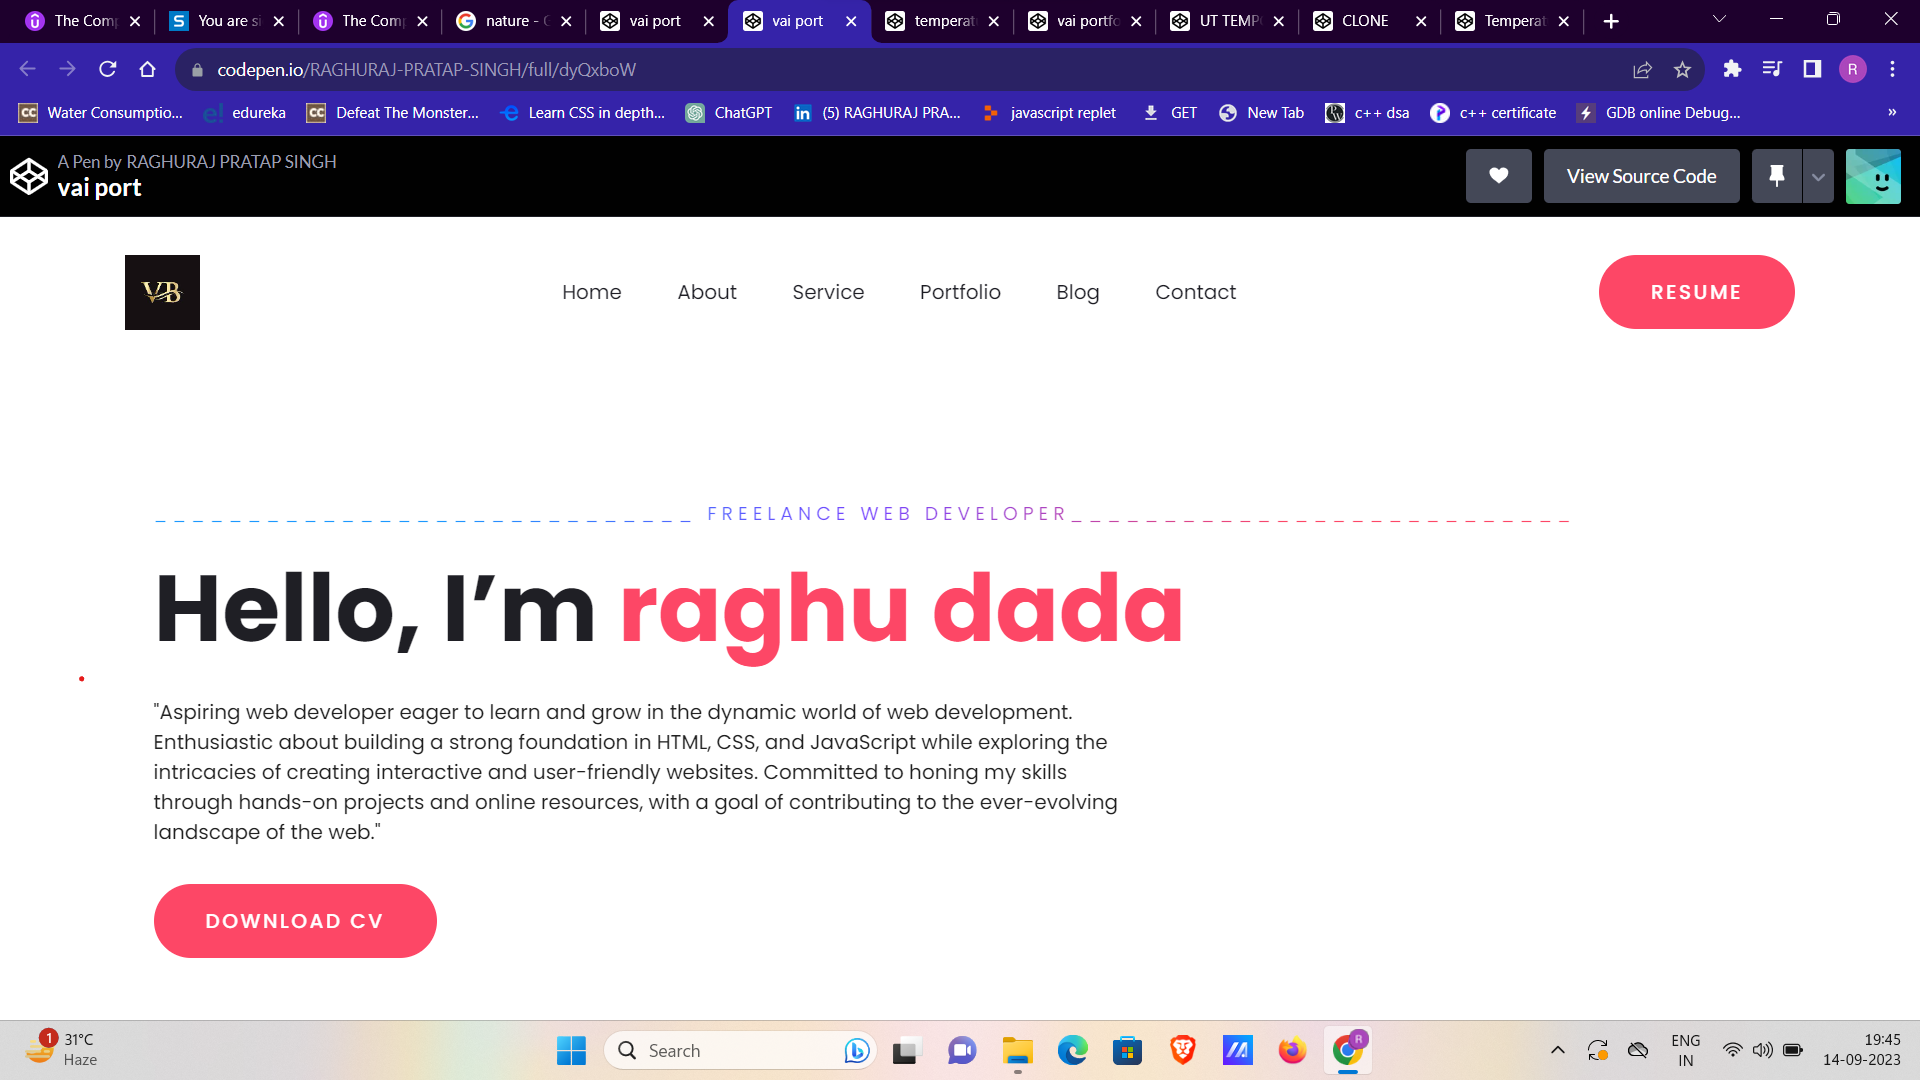 The Comp
You are si
The Comp
nature - G
vai port
vai port
temperat
vai portfo
UT TEMP
CLONE
Temperat
codepen.io/RAGHURAJ-PRATAP-SINGH/full/dyQxboW
R
Water Consumptio...
edureka
Defeat The Monster...
Learn CSS in depth...
ChatGPT
(5) RAGHURAJ PRA...
javascript replet
GET
New Tab
c++ dsa
c++ certificate
GDB online Debug...
»
A Pen by RAGHURAJ PRATAP SINGH
vai port
View Source Code
VB
Home
About
Service
Portfolio
Blog
Contact
RESUME
_ _ _ _ _ _ _ _ _ _ _ _ _ _ _ _ _ _ _ _ _ _ _ _ _ _ _ _ _ FREELANCE WEB DEVELOPER_ _ _ _ _ _ _ _ _ _ _ _ _ _ _ _ _ _ _ _ _ _ _ _ _ _ _
Hello, I’m raghu dada
"Aspiring web developer eager to learn and grow in the dynamic world of web development.
Enthusiastic about building a strong foundation in HTML, CSS, and JavaScript while exploring the
intricacies of creating interactive and user-friendly websites. Committed to honing my skills
through hands-on projects and online resources, with a goal of contributing to the ever-evolving
landscape of the web."
DOWNLOAD CV
1
31°C
Haze
Search
R
ENG
IN
19:45
14-09-2023